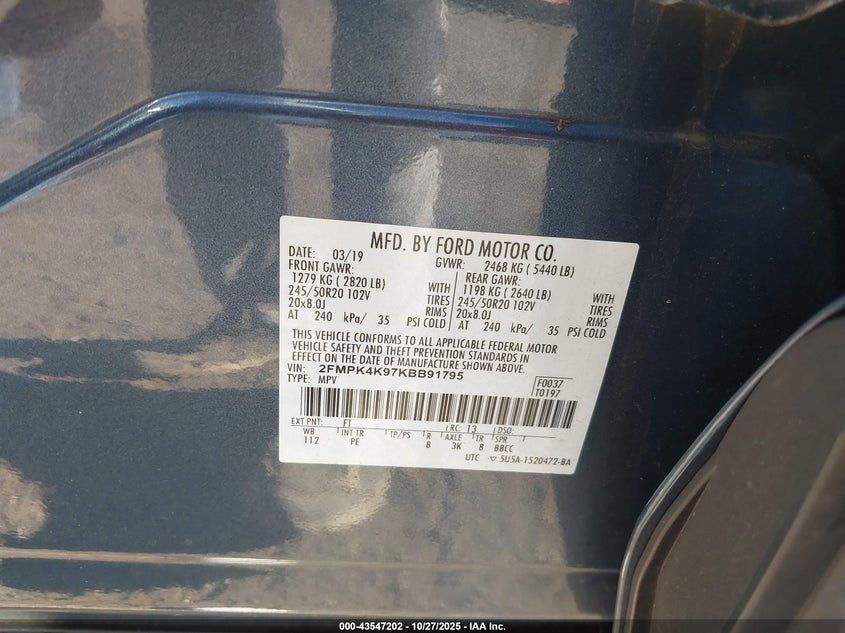 MFD. BY FORD MOTOR CO.
DATE: 03/19 GVWR: 2468 KG ( 5440 LB)
FRONT GAWR: REAR GAWR:
1279 KG ( 2820 LB) WITH 1198 KG ( 2640 LB) WITH
245/50R20 102V TIRES 245/50R20 102V TIRES
20x8.0J RIMS 20x8.0J RIMS
AT 240 kPa/ 35 PSI COLD AT 240 kPa/ 35 PSI COLD
THIS VEHICLE CONFORMS TO ALL APPLICABLE FEDERAL MOTOR
VEHICLE SAFETY AND THEFT PREVENTION STANDARDS IN
EFFECT ON THE DATE OF MANUFACTURE SHOWN ABOVE.
VIN: 2FMPK4K97KBB91795
TYPE: MPV
F0037
T0197
EXT PNT: FT RC: 13 DSO:
WB INT TR TP/PS R AXLE TR SPR
112 PE B 3K 8 BBCC
UTC ▽ 5U5A-1520472-BA
000-43547202 - 10/27/2025 - IAA Inc.